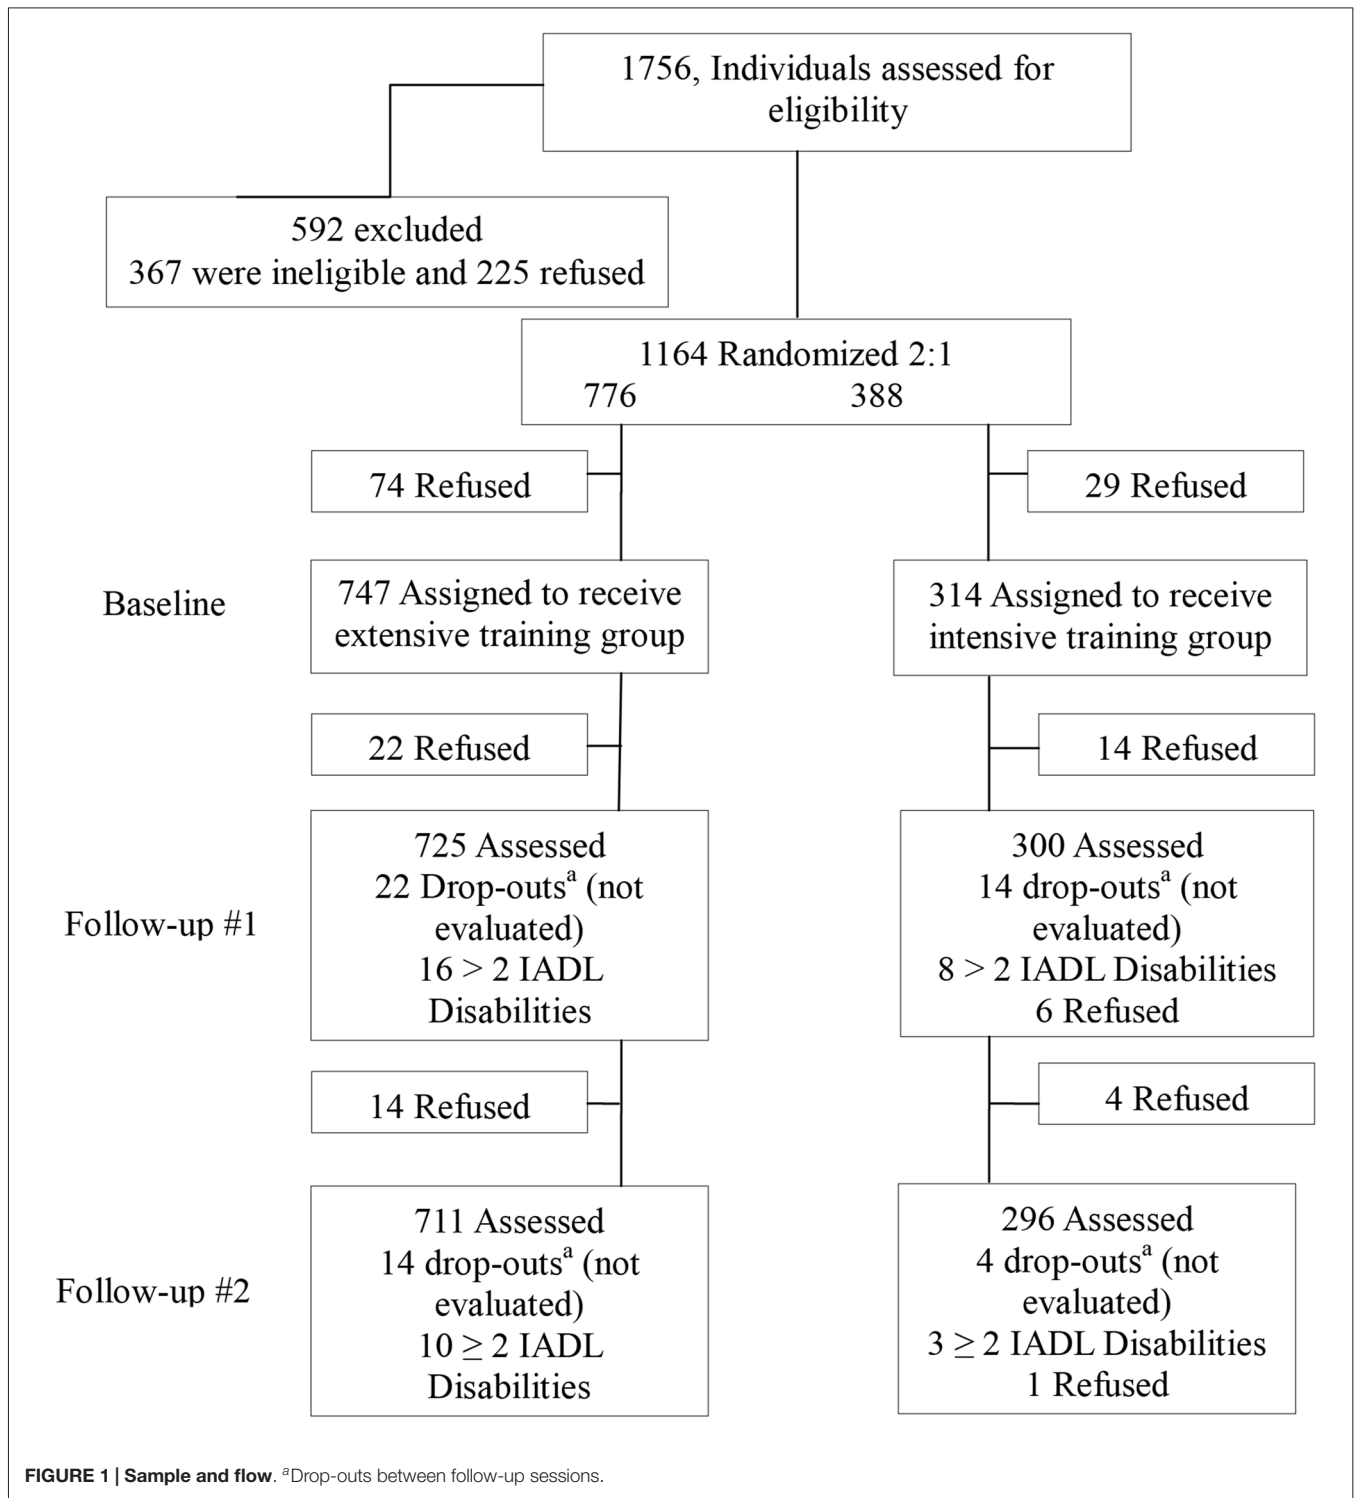 1756, Individuals assessed for
eligibility
592 excluded
367 were ineligible and 225 refused
1164 Randomized 2:1
776 388
74 Refused
29 Refused
Baseline
747 Assigned to receive
extensive training group
314 Assigned to receive
intensive training group
22 Refused
14 Refused
Follow-up #1
725 Assessed
22 Drop-outsᵃ (not
evaluated)
16 > 2 IADL
Disabilities
300 Assessed
14 drop-outsᵃ (not
evaluated)
8 > 2 IADL Disabilities
6 Refused
14 Refused
4 Refused
Follow-up #2
711 Assessed
14 drop-outsᵃ (not
evaluated)
10 ≥ 2 IADL
Disabilities
296 Assessed
4 drop-outsᵃ (not
evaluated)
3 ≥ 2 IADL Disabilities
1 Refused
FIGURE 1 | Sample and flow. ᵃDrop-outs between follow-up sessions.